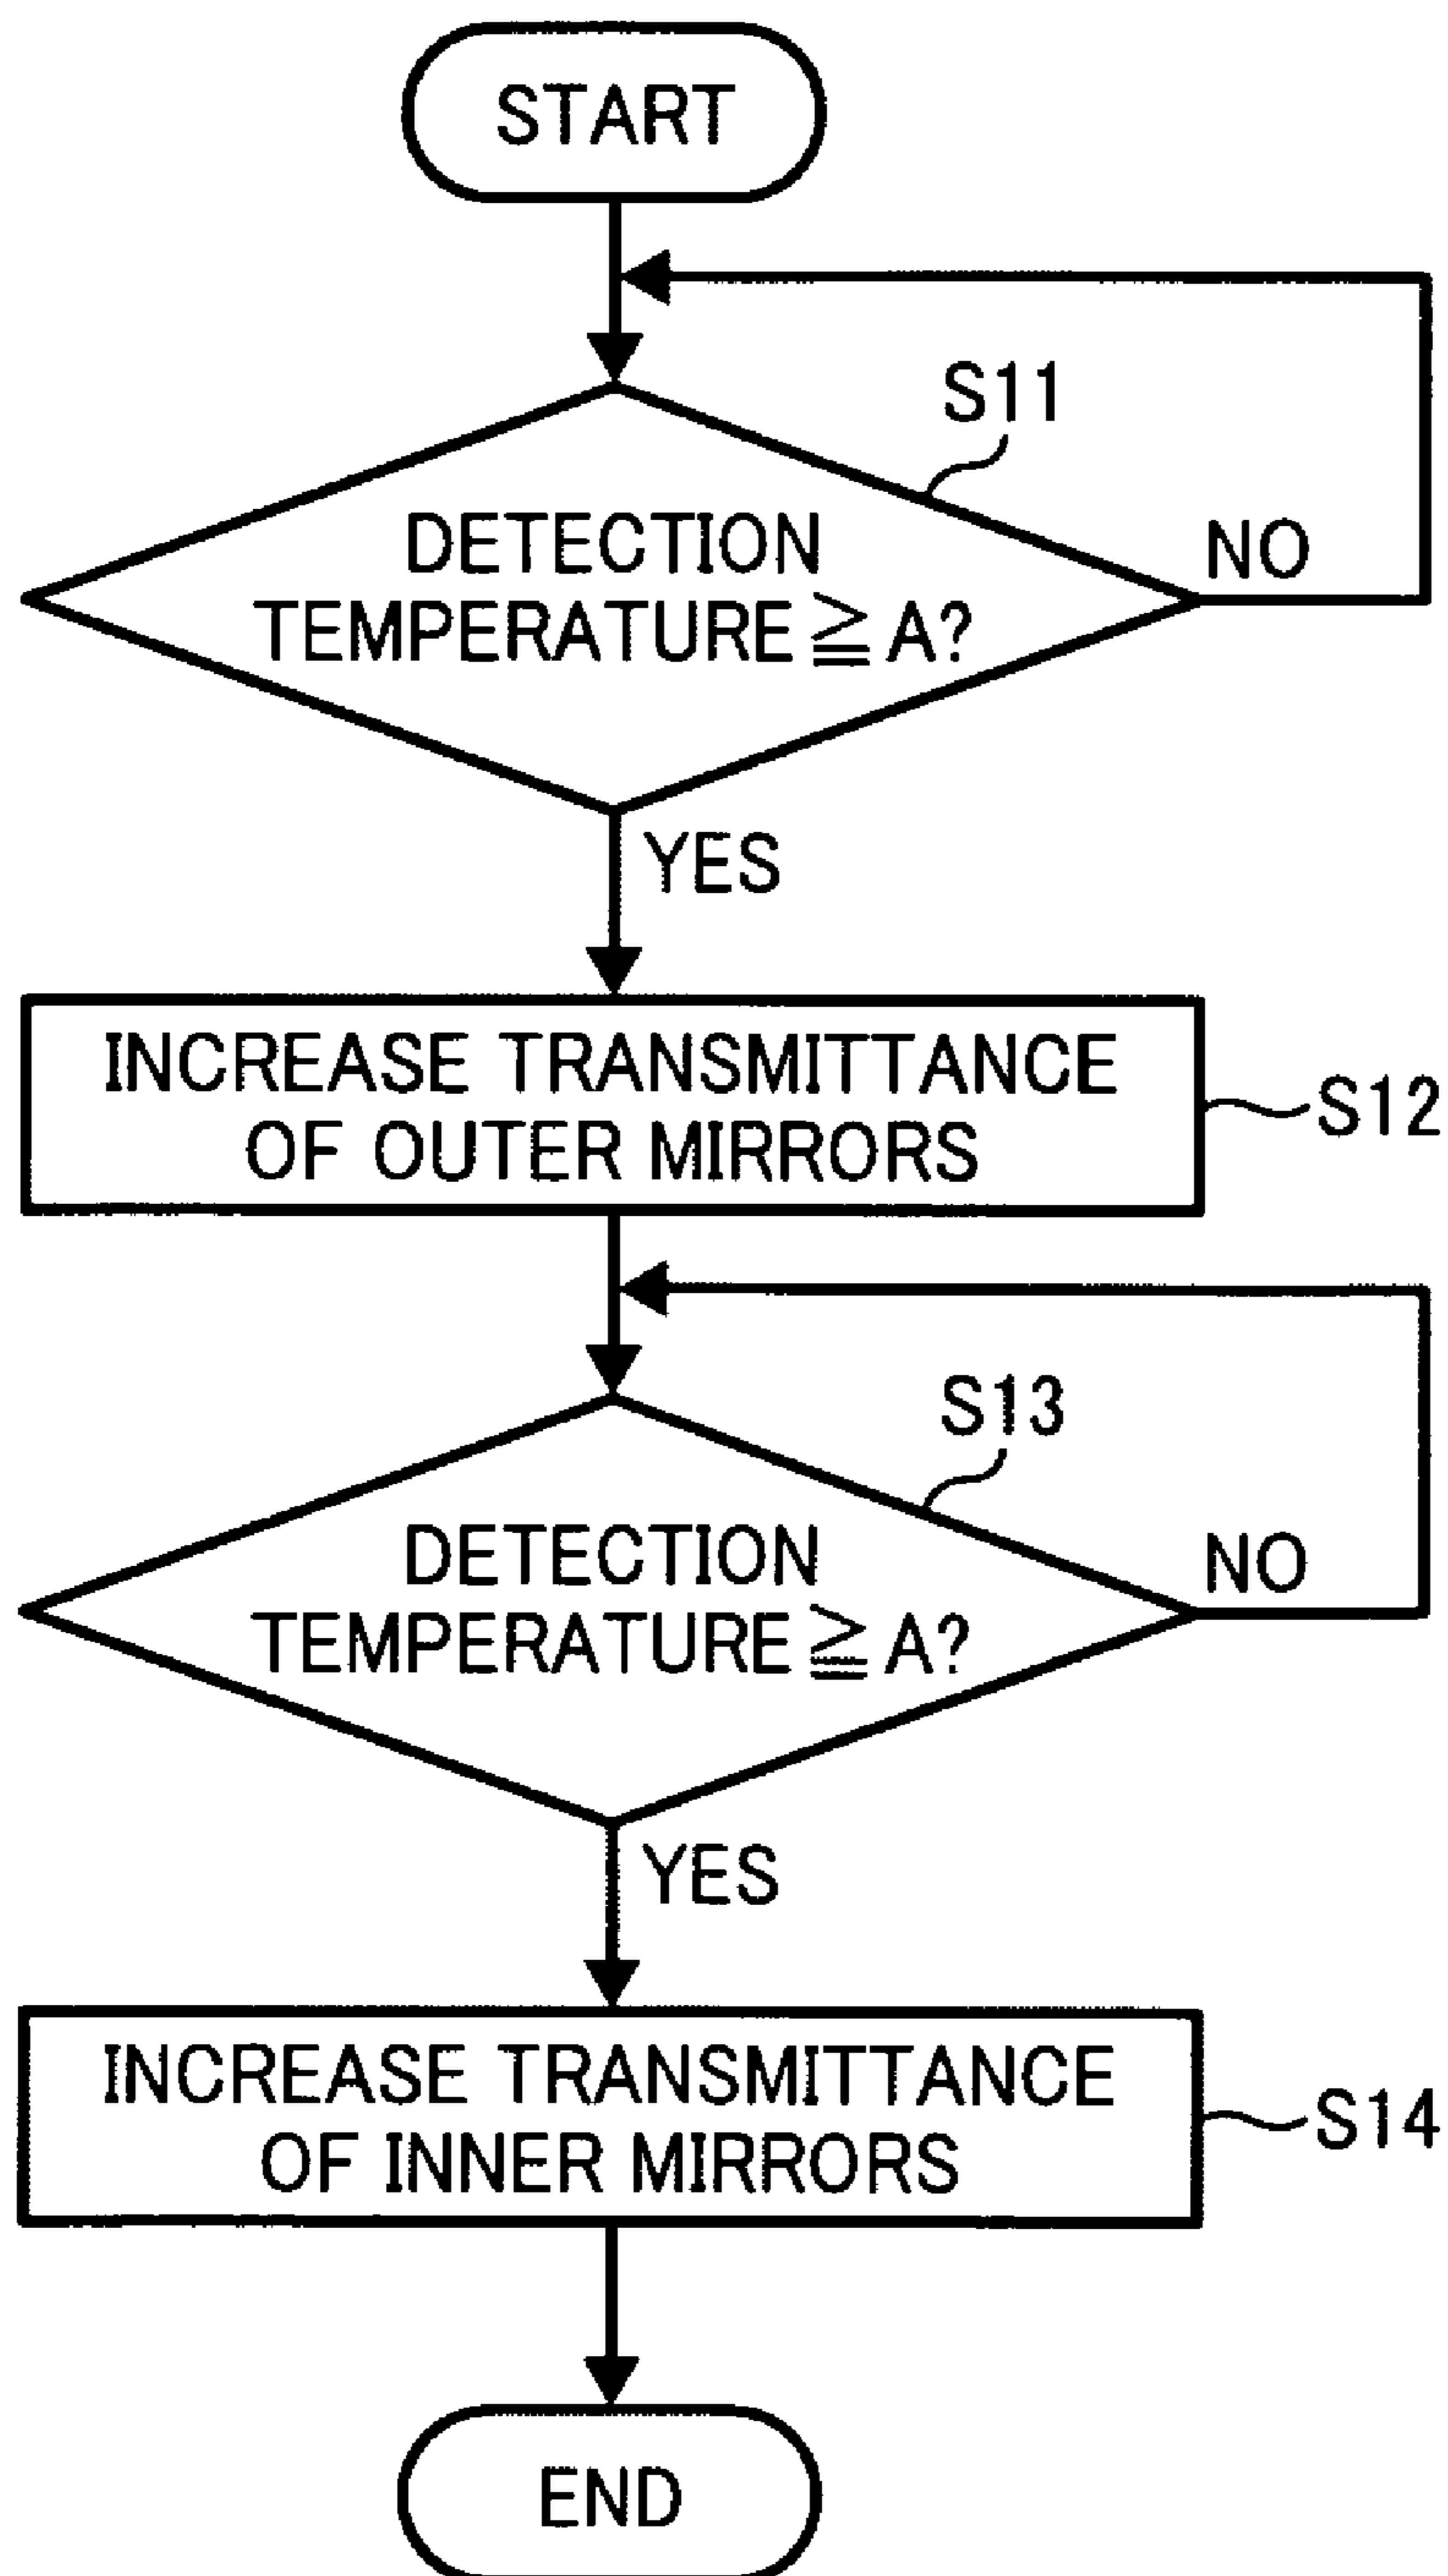 START
S11
DETECTION
TEMPERATURE ≧ A?
NO
YES
INCREASE TRANSMITTANCE
OF OUTER MIRRORS
S12
S13
DETECTION
TEMPERATURE ≧ A?
NO
YES
INCREASE TRANSMITTANCE
OF INNER MIRRORS
S14
END